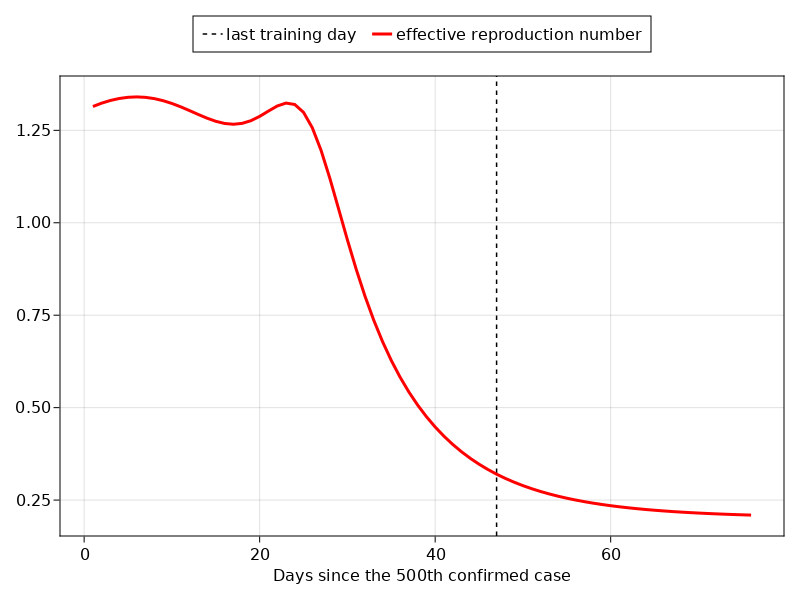 last training day
effective reproduction number
1.25
1.00
0.75
0.50
0.25
0 20 40 60
Days since the 500th confirmed case